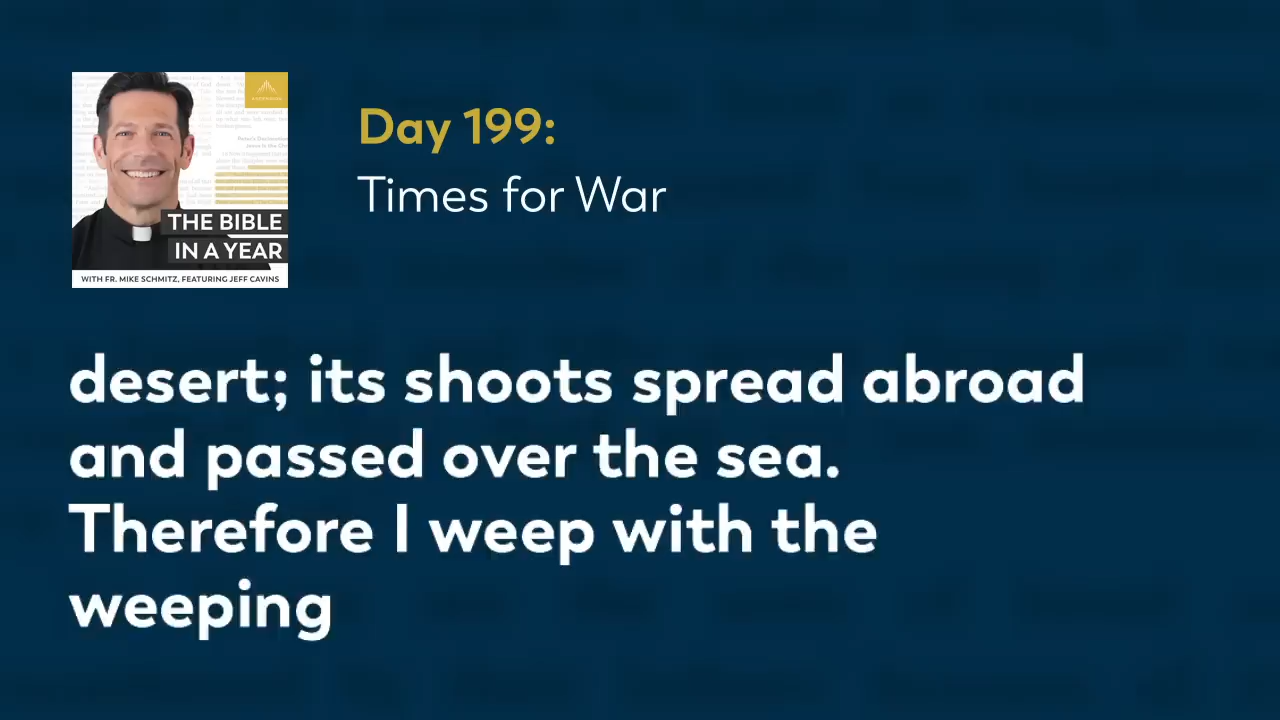 Day 199:
Times for War
THE BIBLE
IN A YEAR
WITH FR. MIKE SCHMITZ, FEATURING JEFF CAVINS
desert; its shoots spread abroad
and passed over the sea.
Therefore I weep with the
weeping